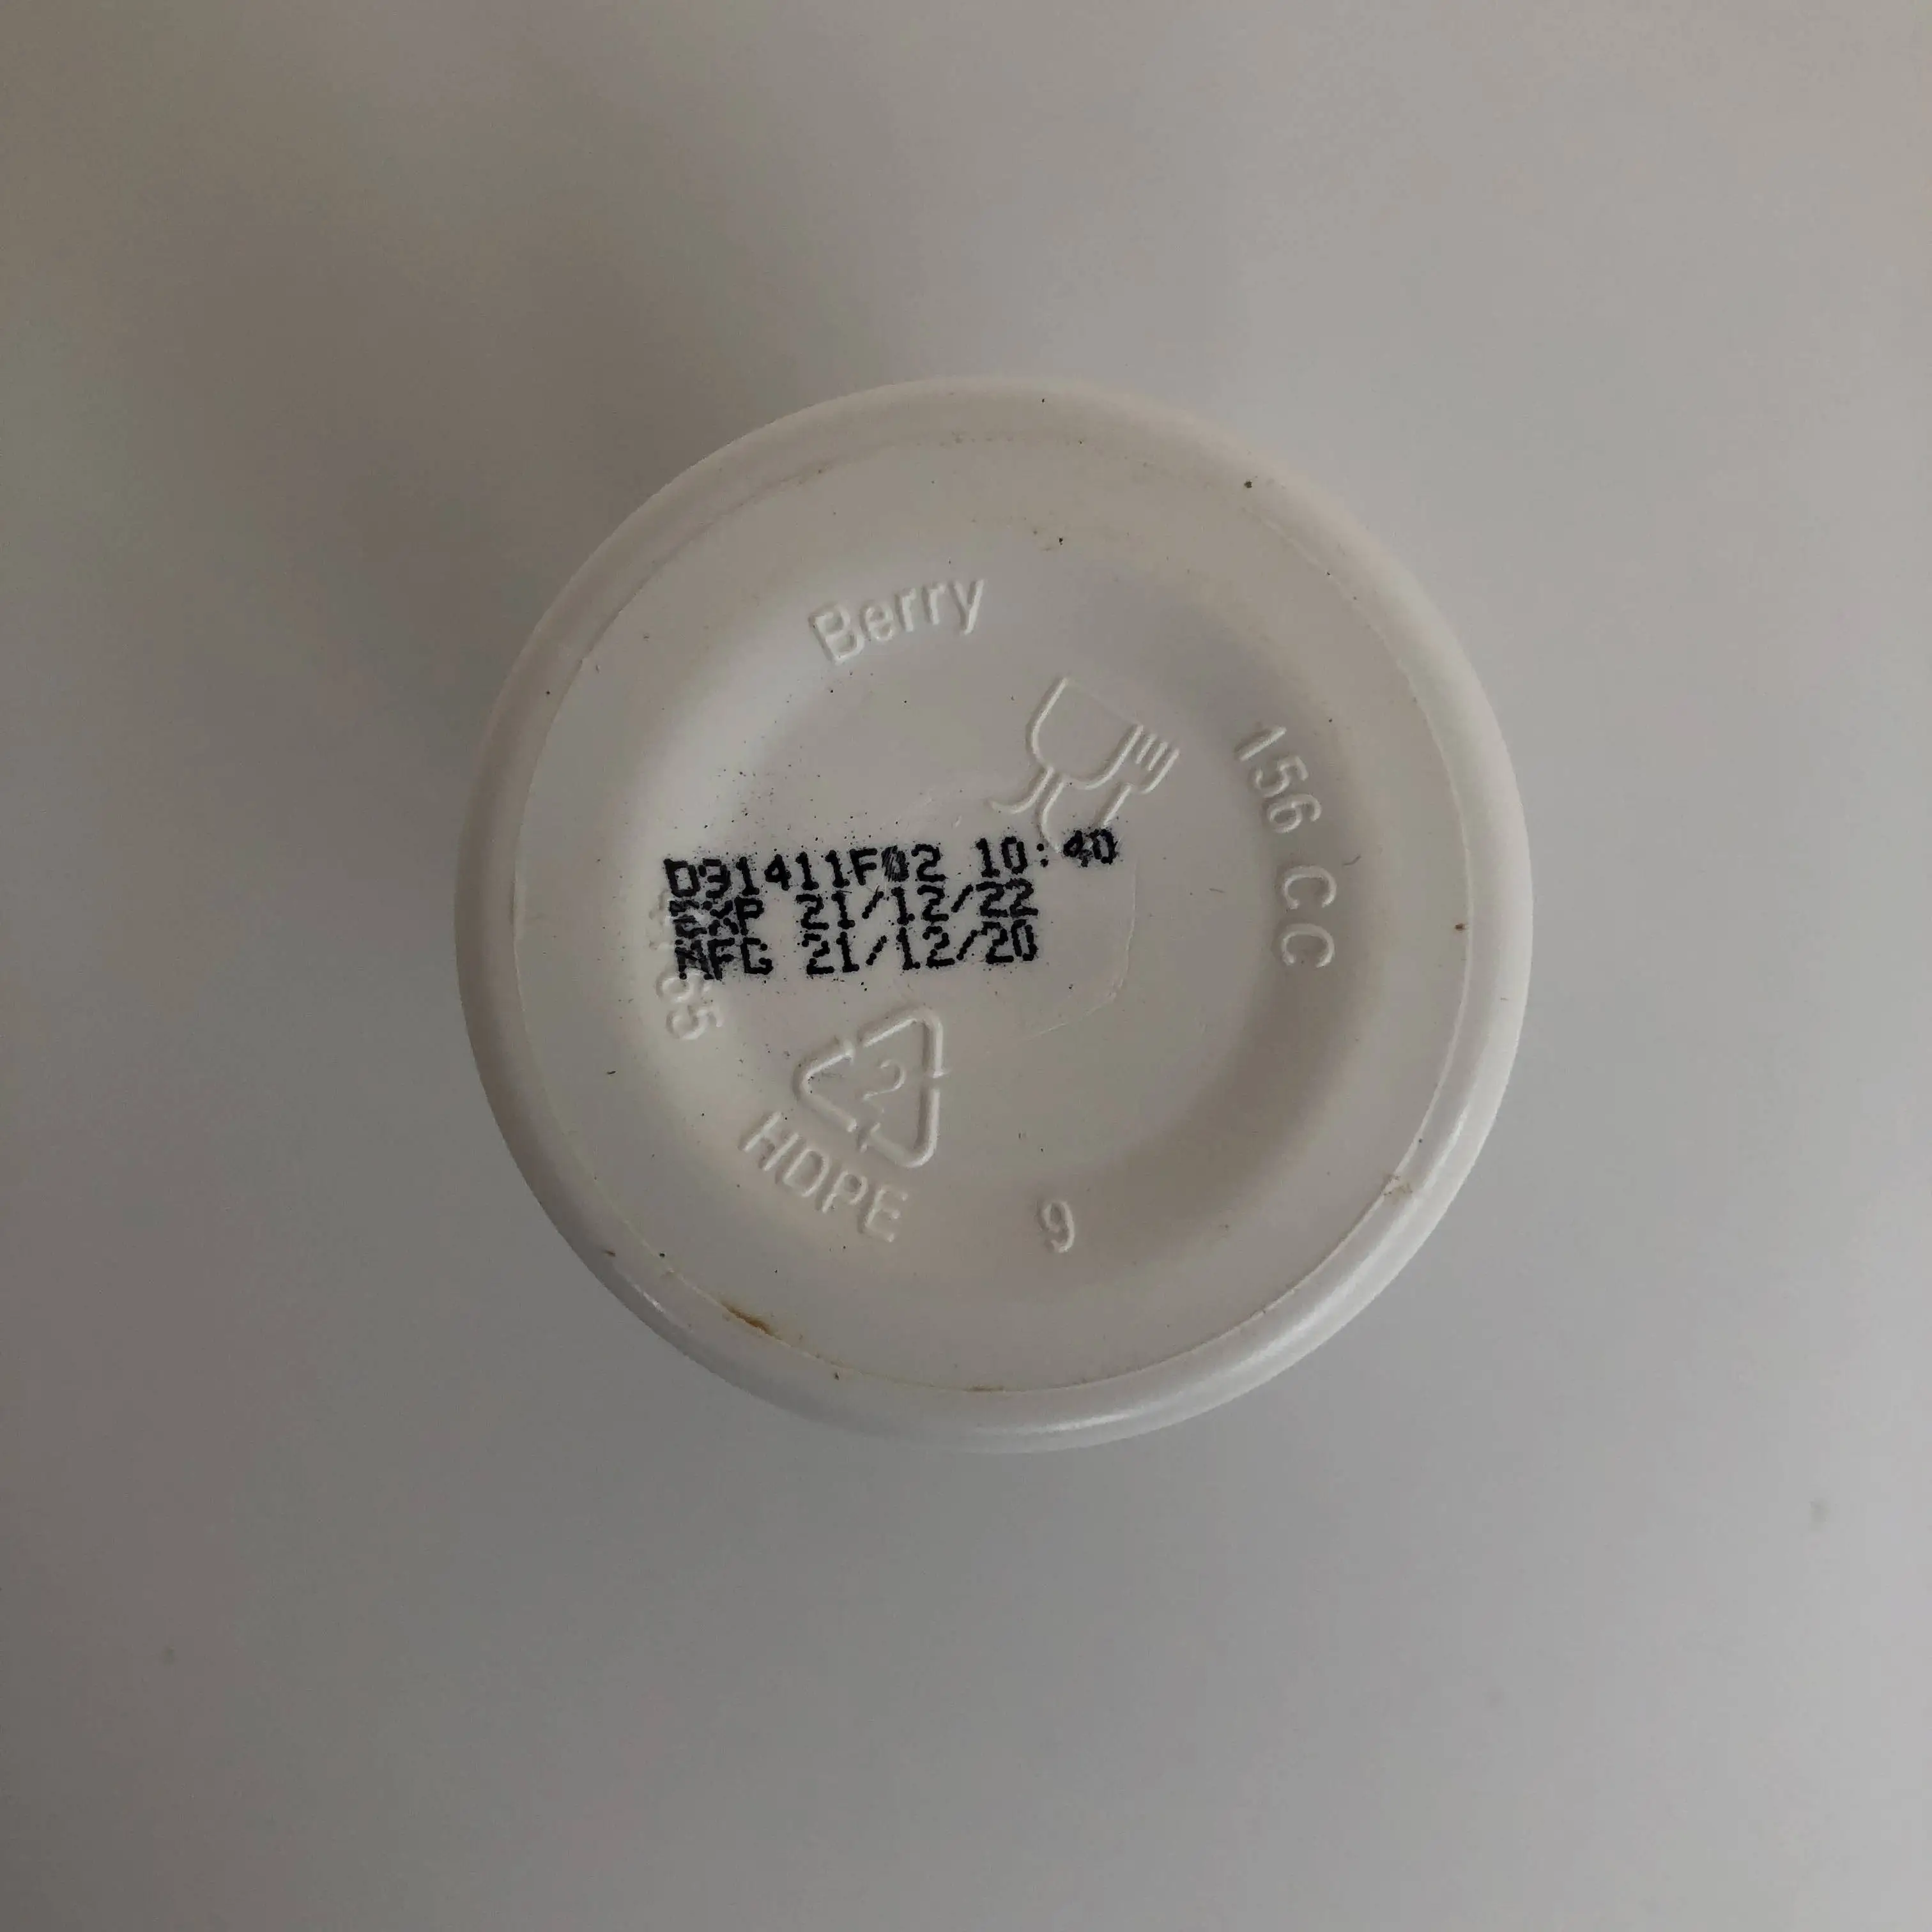 Berry
156 CC
D31411F02 10:40
EXP 21/12/22
MFG 21/12/20
2
HDPE
9